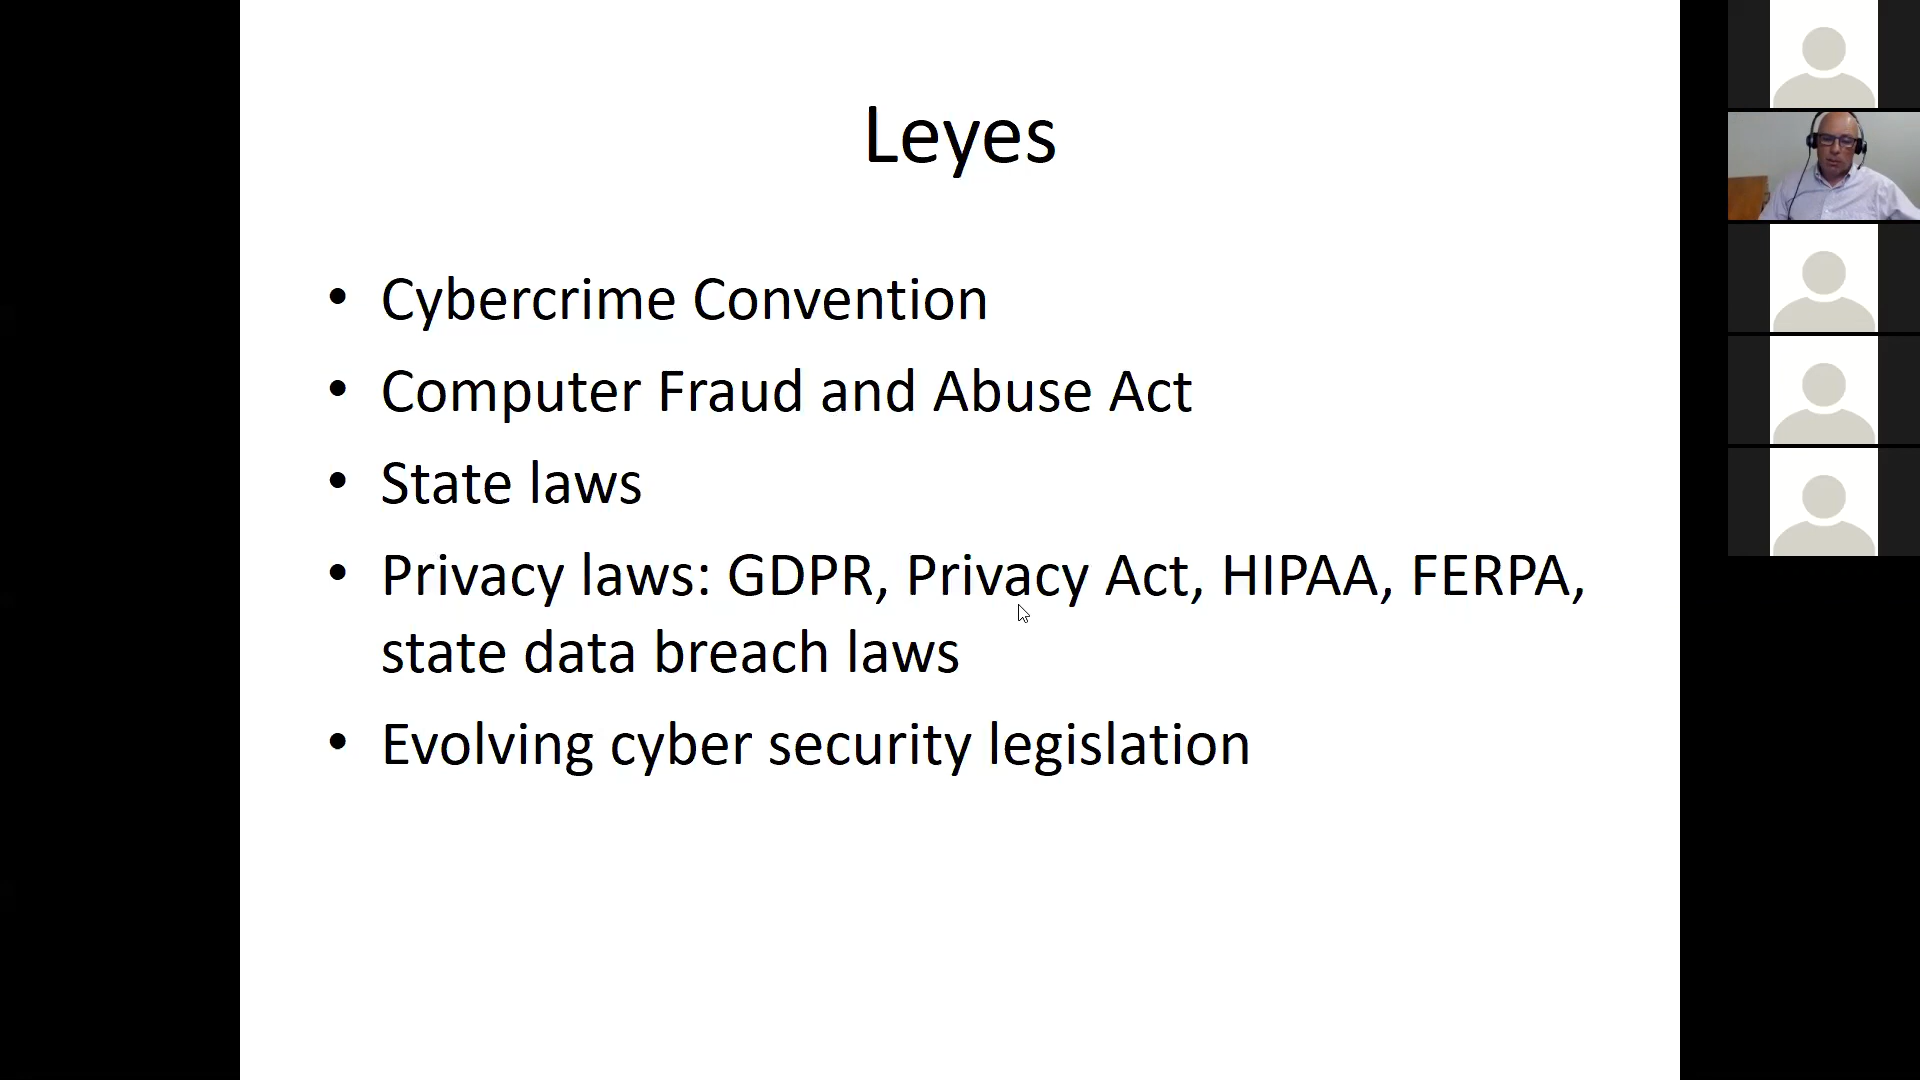 Leyes
• Cybercrime Convention
• Computer Fraud and Abuse Act
• State laws
• Privacy laws: GDPR, Privacy Act, HIPAA, FERPA,
state data breach laws
• Evolving cyber security legislation